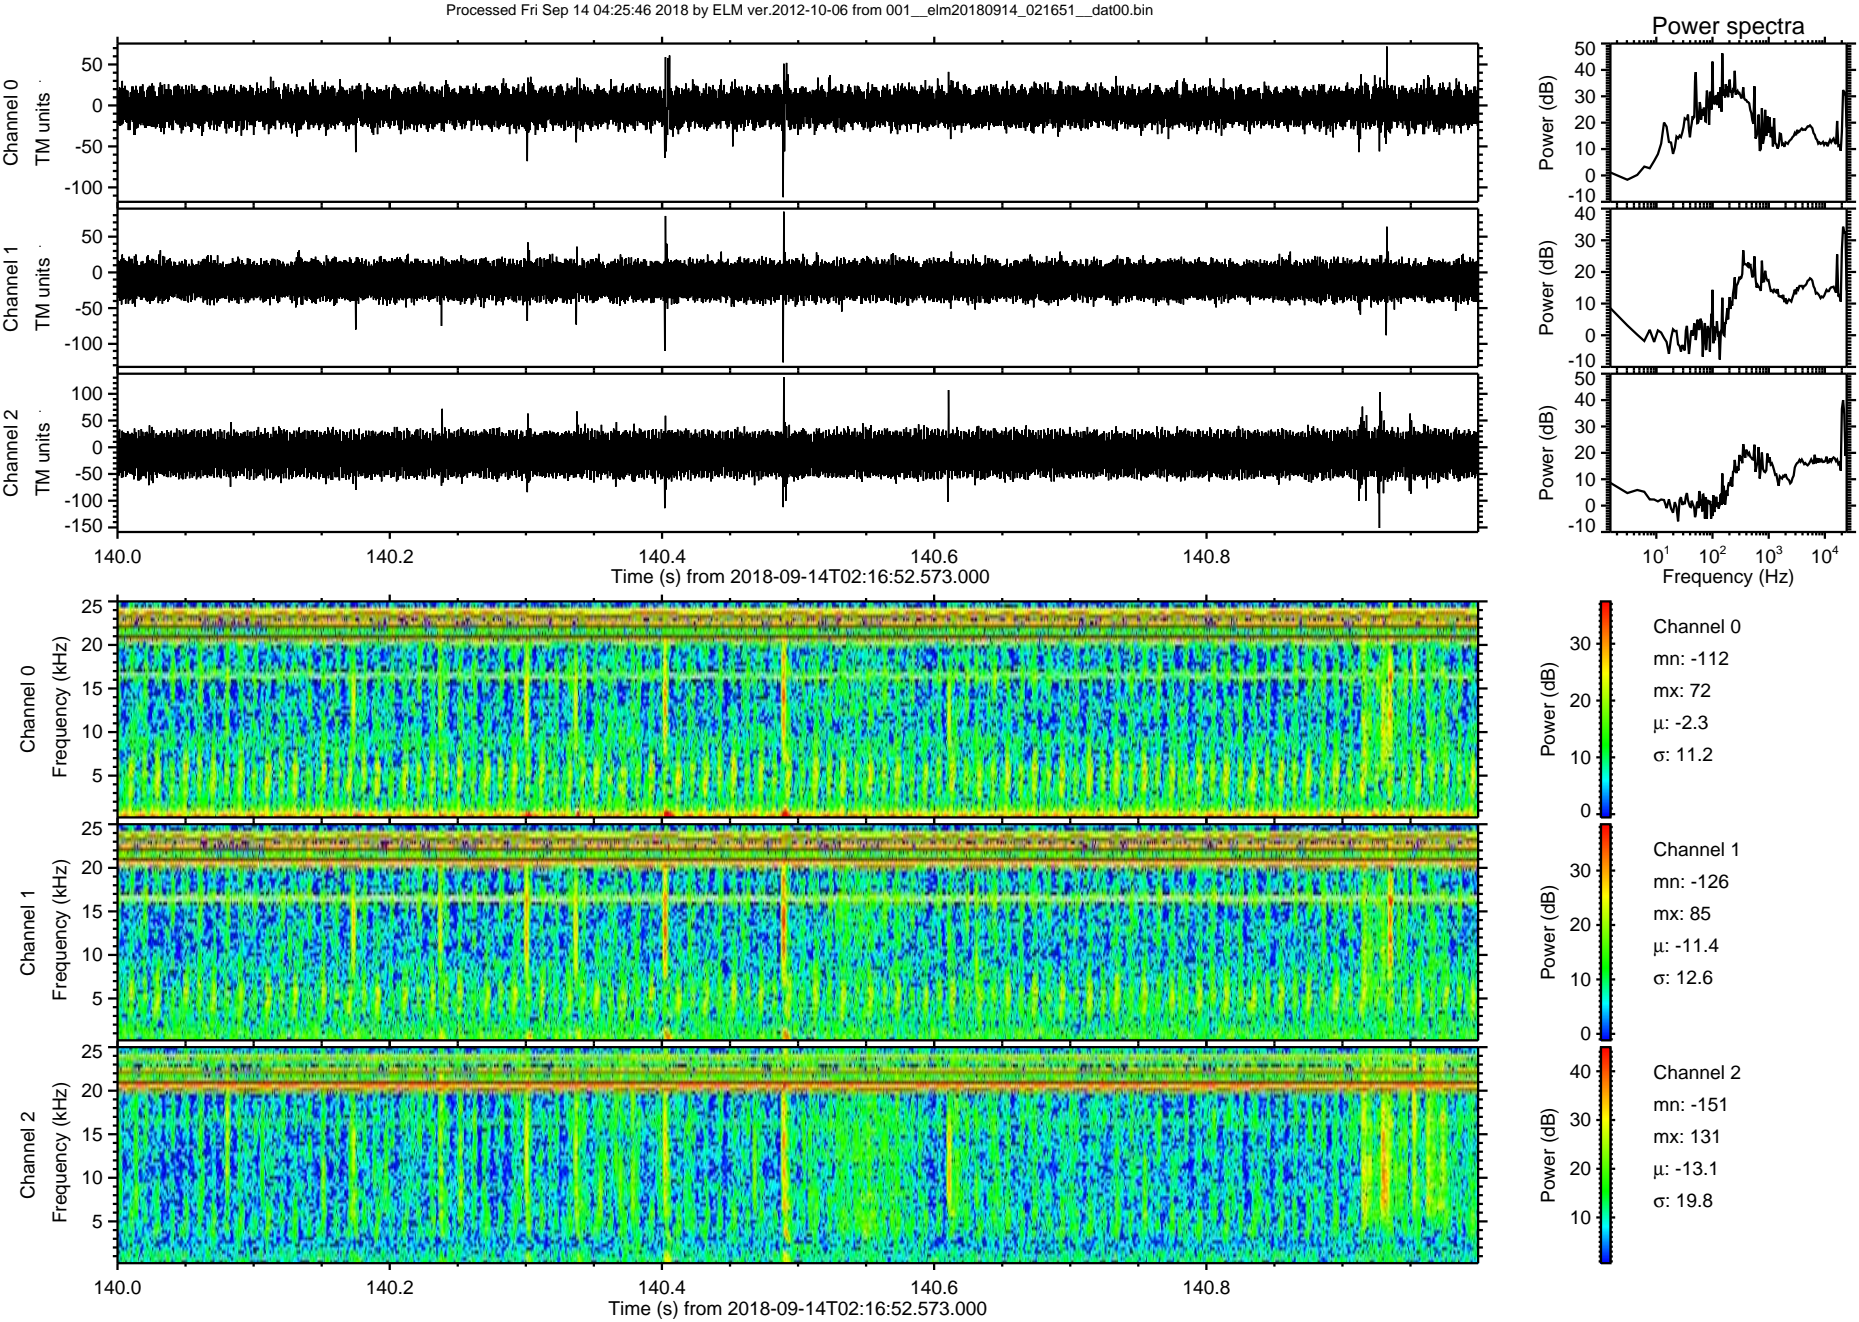 Processed Fri Sep 14 04:25:46 2018 by ELM ver.2012-10-06 from 001__elm20180914_021651__dat00.bin
Power spectra
Channel 0
TM units
50
0
-50
-100
Power (dB)
50
40
30
20
10
0
-10
Channel 1
TM units
50
0
-50
-100
Power (dB)
40
30
20
10
0
-10
Channel 2
TM units
100
50
0
-50
-100
-150
Power (dB)
50
40
30
20
10
0
-10
140.0 140.2 140.4 140.6 140.8
Time (s) from 2018-09-14T02:16:52.573.000
10^1 10^2 10^3 10^4
Frequency (Hz)
Channel 0
Frequency (kHz)
25
20
15
10
5
Power (dB)
30
20
10
0
Channel 0
mn: -112
mx: 72
μ: -2.3
σ: 11.2
Channel 1
Frequency (kHz)
25
20
15
10
5
Power (dB)
30
20
10
0
Channel 1
mn: -126
mx: 85
μ: -11.4
σ: 12.6
Channel 2
Frequency (kHz)
25
20
15
10
5
Power (dB)
40
30
20
10
Channel 2
mn: -151
mx: 131
μ: -13.1
σ: 19.8
140.0 140.2 140.4 140.6 140.8
Time (s) from 2018-09-14T02:16:52.573.000